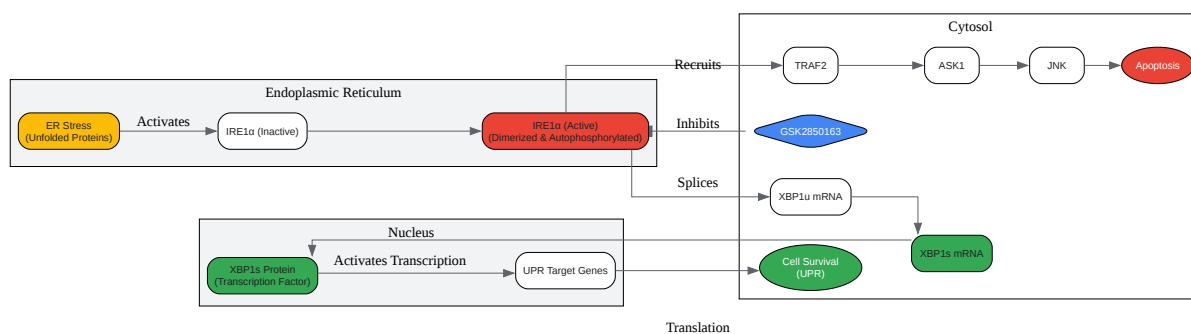 Cytosol
Recruits
TRAF2
ASK1
JNK
Apoptosis
Endoplasmic Reticulum
ER Stress
(Unfolded Proteins)
Activates
IRE1α (Inactive)
IRE1α (Active)
(Dimerized & Autophosphorylated)
Inhibits
GSK2850163
Splices
XBP1u mRNA
Nucleus
XBP1s mRNA
XBP1s Protein
(Transcription Factor)
Activates Transcription
UPR Target Genes
Cell Survival
(UPR)
Translation